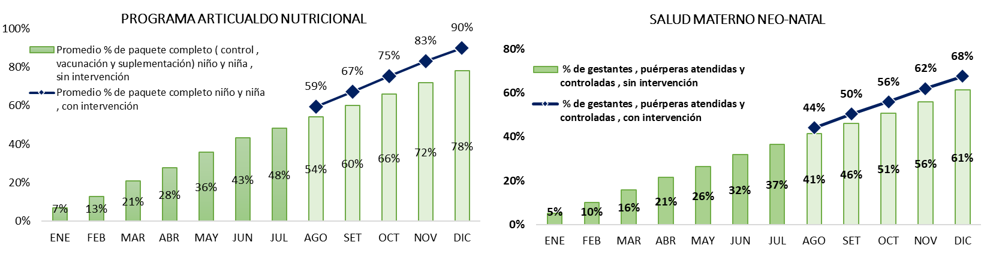 PROGRAMA ARTICUALDO NUTRICIONAL
100%
80%
60%
40%
20%
0%
Promedio % de paquete completo ( control ,
vacunación y suplementación) niño y niña ,
sin intervención
Promedio % de paquete completo niño y niña
, con intervención
59%
67%
75%
83%
90%
7%
13%
21%
28%
36%
43%
48%
54%
60%
66%
72%
78%
ENE
FEB
MAR
ABR
MAY
JUN
JUL
AGO
SET
OCT
NOV
DIC
SALUD MATERNO NEO-NATAL
80%
60%
40%
20%
0%
% de gestantes , puérperas atendidas y
controladas , sin intervención
% de gestantes , puérperas atendidas y
controladas , con intervención
44%
50%
56%
62%
68%
5%
10%
16%
21%
26%
32%
37%
41%
46%
51%
56%
61%
ENE
FEB
MAR
ABR
MAY
JUN
JUL
AGO
SET
OCT
NOV
DIC